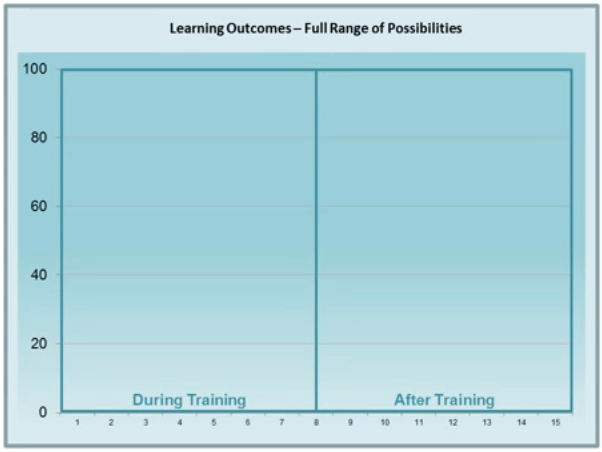 Learning Outcomes – Full Range of Possibilities
100
80
60
40
20
0
During Training After Training
1 2 3 4 5 6 7 8 9 10 11 12 13 14 15